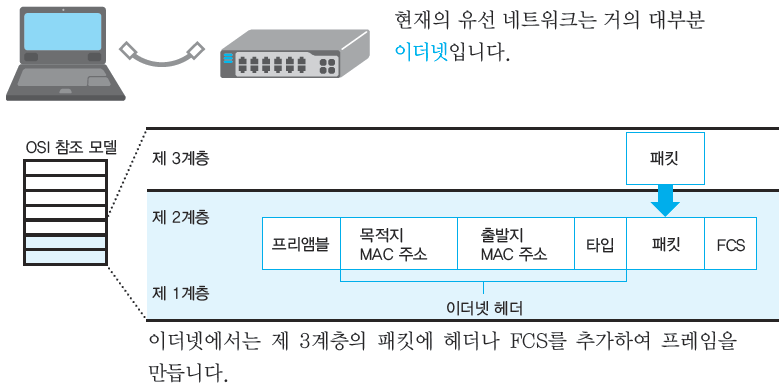 현재의 유선 네트워크는 거의 대부분
이더넷입니다.
OSI 참조 모델
제 3계층
패킷
제 2계층
프리앰블
목적지
MAC 주소
출발지
MAC 주소
타입
패킷
FCS
제 1계층
이더넷 헤더
이더넷에서는 제 3계층의 패킷에 헤더나 FCS를 추가하여 프레임을
만듭니다.